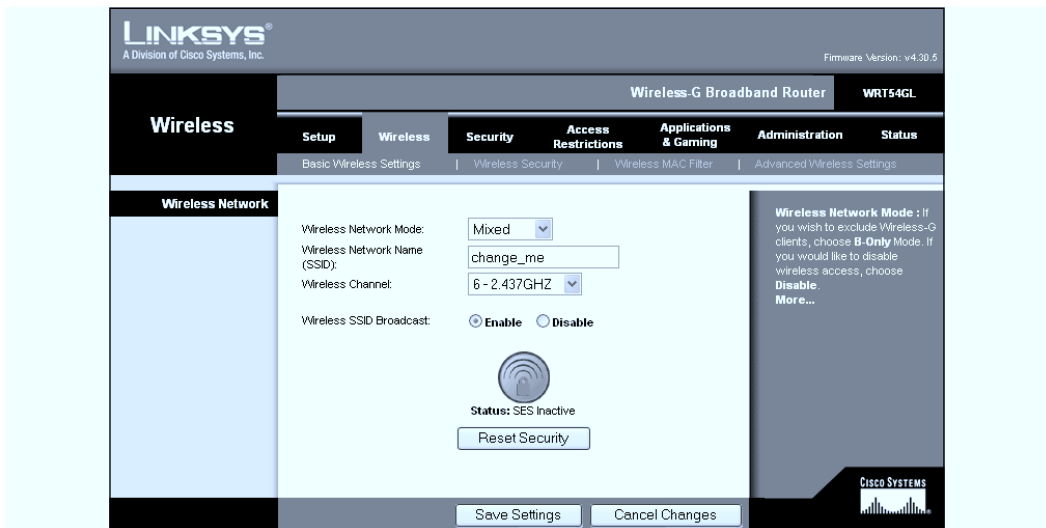 LINKSYS®
A Division of Cisco Systems, Inc.
Firmware Version: v4.30.5
Wireless-G Broadband Router WRT54GL
Wireless
Setup Wireless Security Access Restrictions Applications & Gaming Administration Status
Basic Wireless Settings | Wireless Security | Wireless MAC Filter | Advanced Wireless Settings
Wireless Network
Wireless Network Mode: Mixed
Wireless Network Name
(SSID): change_me
Wireless Channel: 6 - 2.437GHZ
Wireless SSID Broadcast: Enable Disable
Status: SES Inactive
Reset Security
Wireless Network Mode : If
you wish to exclude Wireless-G
clients, choose B-Only Mode. If
you would like to disable
wireless access, choose
Disable.
More...
Save Settings Cancel Changes
CISCO SYSTEMS